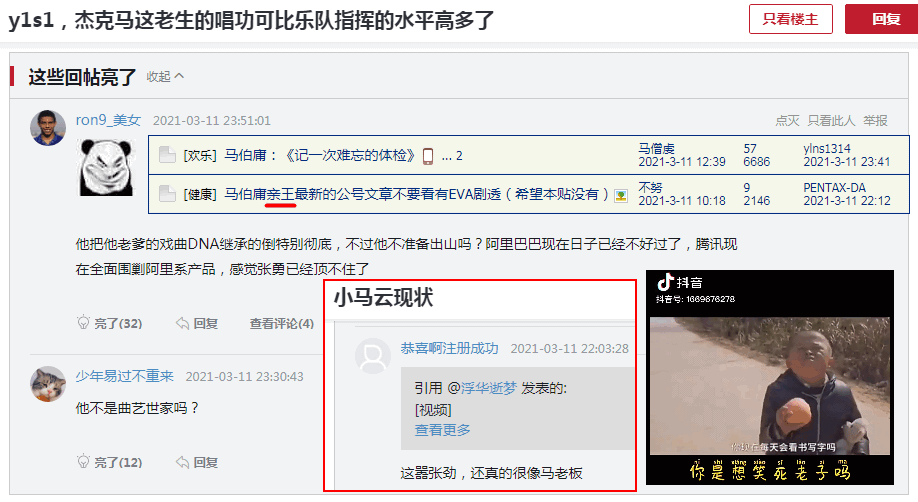 y1s1，杰克马这老生的唱功可比乐队指挥的水平高多了
只看楼主
回复
这些回帖亮了 收起
ron9_美女 2021-03-11 23:51:01
点灭 只看此人 举报
[欢乐] 马伯庸：《记一次难忘的体检》 ... 2
马僧虔
2021-3-11 12:39
57
6686
ylns1314
2021-3-11 23:41
[健康] 马伯庸亲王最新的公号文章不要看有EVA剧透（希望本贴没有）
不努
2021-3-11 10:18
9
2146
PENTAX-DA
2021-3-11 22:12
他把他老爹的戏曲DNA继承的倒特别彻底，不过他不准备出山吗？阿里巴巴现在日子已经不好过了，腾讯现
在全面围剿阿里系产品，感觉张勇已经顶不住了
亮了(32) 回复 查看评论(4)
少年易过不重来 2021-03-11 23:30:43
他不是曲艺世家吗？
亮了(12) 回复
小马云现状
恭喜啊注册成功 2021-03-11 22:03:28
引用 @浮华逝梦 发表的:
[视频]
查看更多
这嚣张劲，还真的很像马老板
抖音
抖音号: 1669676278
你现在每天会看书写字吗
nǐ shì xiǎng xiào sǐ lǎo zǐ ma
你是想笑死老子吗